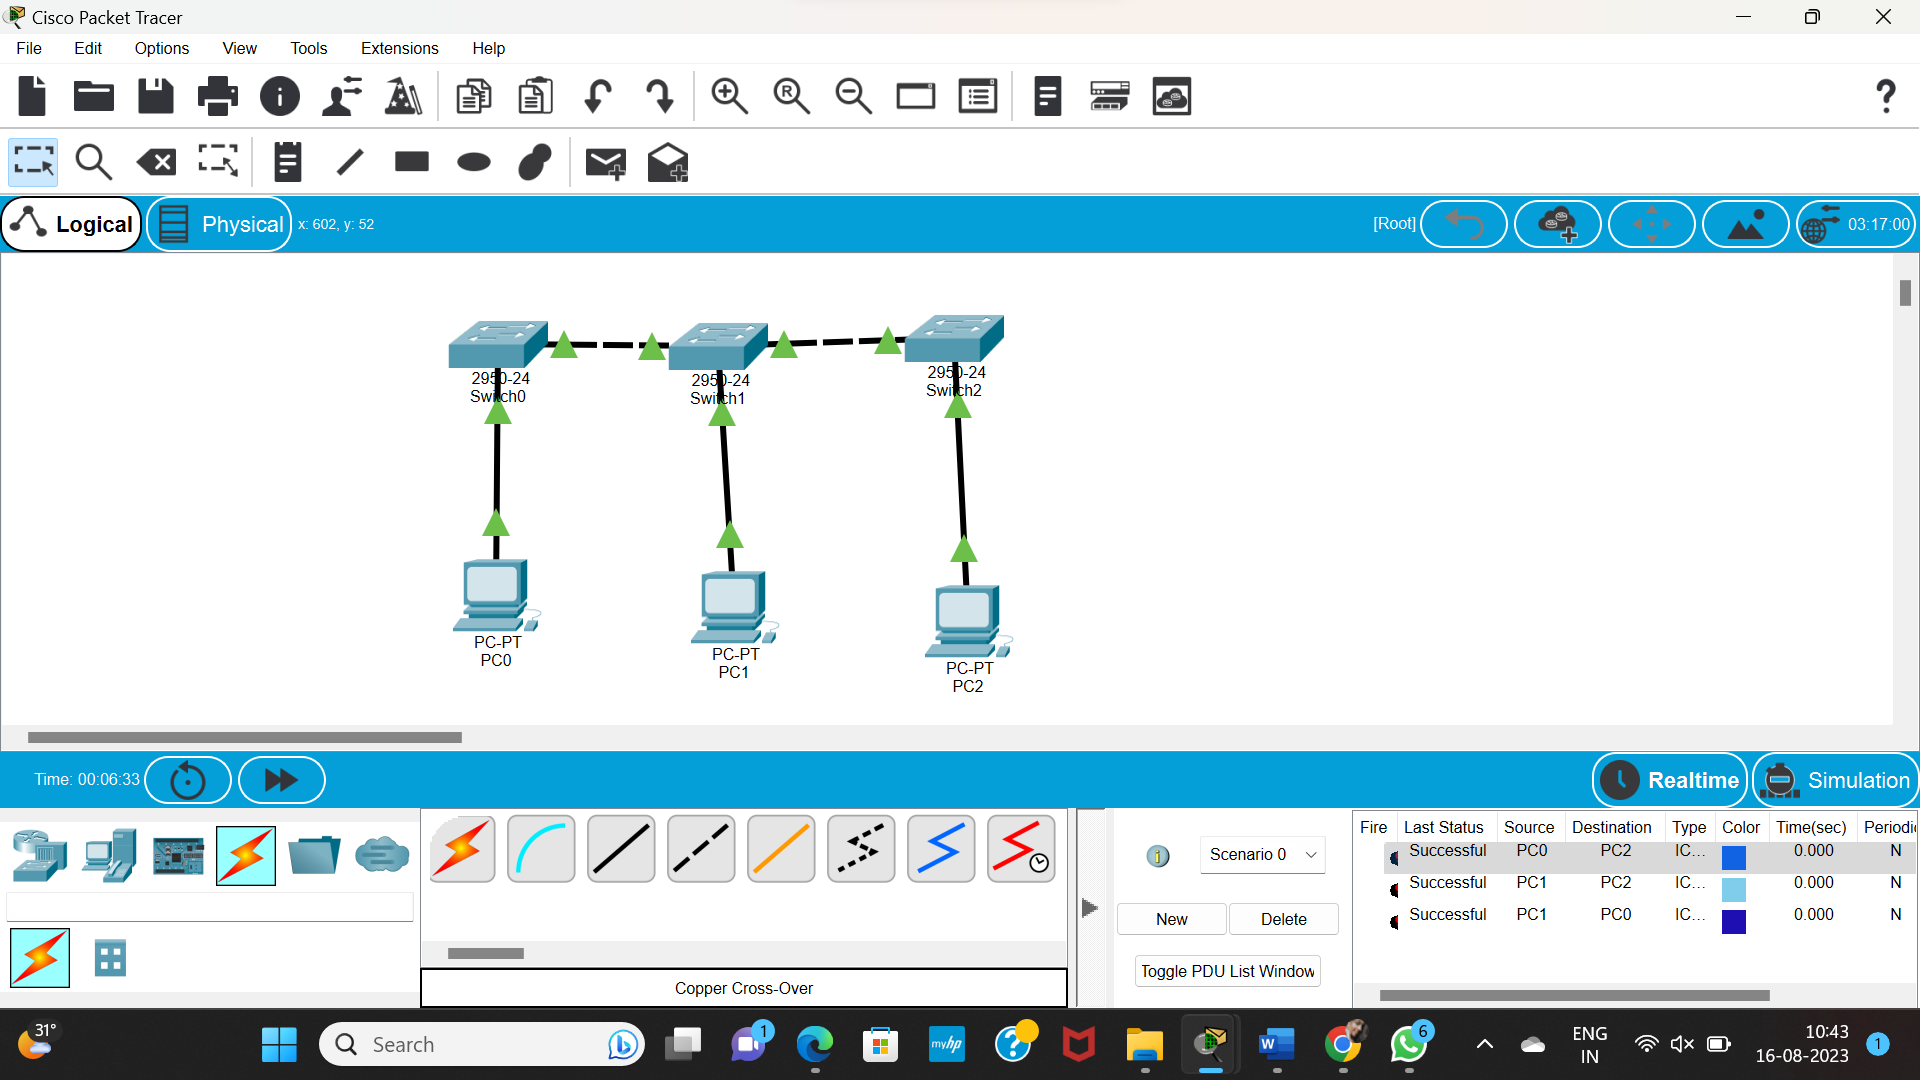 Cisco Packet Tracer
File Edit Options View Tools Extensions Help
Logical Physical x: 602, y: 52 [Root] 03:17:00
2950-24
Switch0
2950-24
Switch1
2950-24
Switch2
PC-PT
PC0
PC-PT
PC1
PC-PT
PC2
Time: 00:06:33 Realtime Simulation
Scenario 0
New Delete
Toggle PDU List Window
Fire Last Status Source Destination Type Color Time(sec) Periodi
Successful PC0 PC2 IC... 0.000 N
Successful PC1 PC2 IC... 0.000 N
Successful PC1 PC0 IC... 0.000 N
Copper Cross-Over
31°
Search
1
myhp
6
ENG
IN
10:43
16-08-2023
1